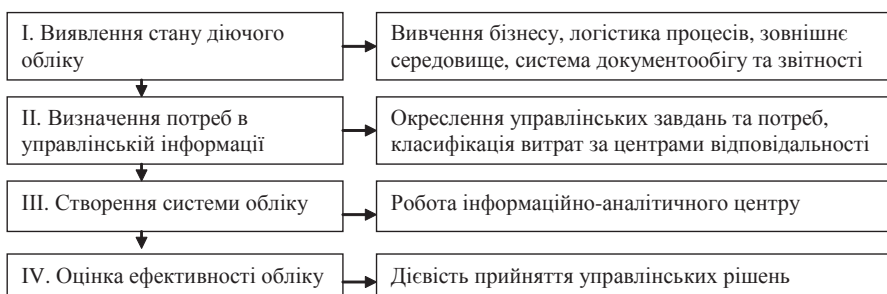 І. Виявлення стану діючого
обліку
Вивчення бізнесу, логістика процесів, зовнішнє
середовище, система документообігу та звітності
ІІ. Визначення потреб в
управлінській інформації
Окреслення управлінських завдань та потреб,
класифікація витрат за центрами відповідальності
ІІІ. Створення системи обліку
Робота інформаційно-аналітичного центру
IV. Оцінка ефективності обліку
Дієвість прийняття управлінських рішень